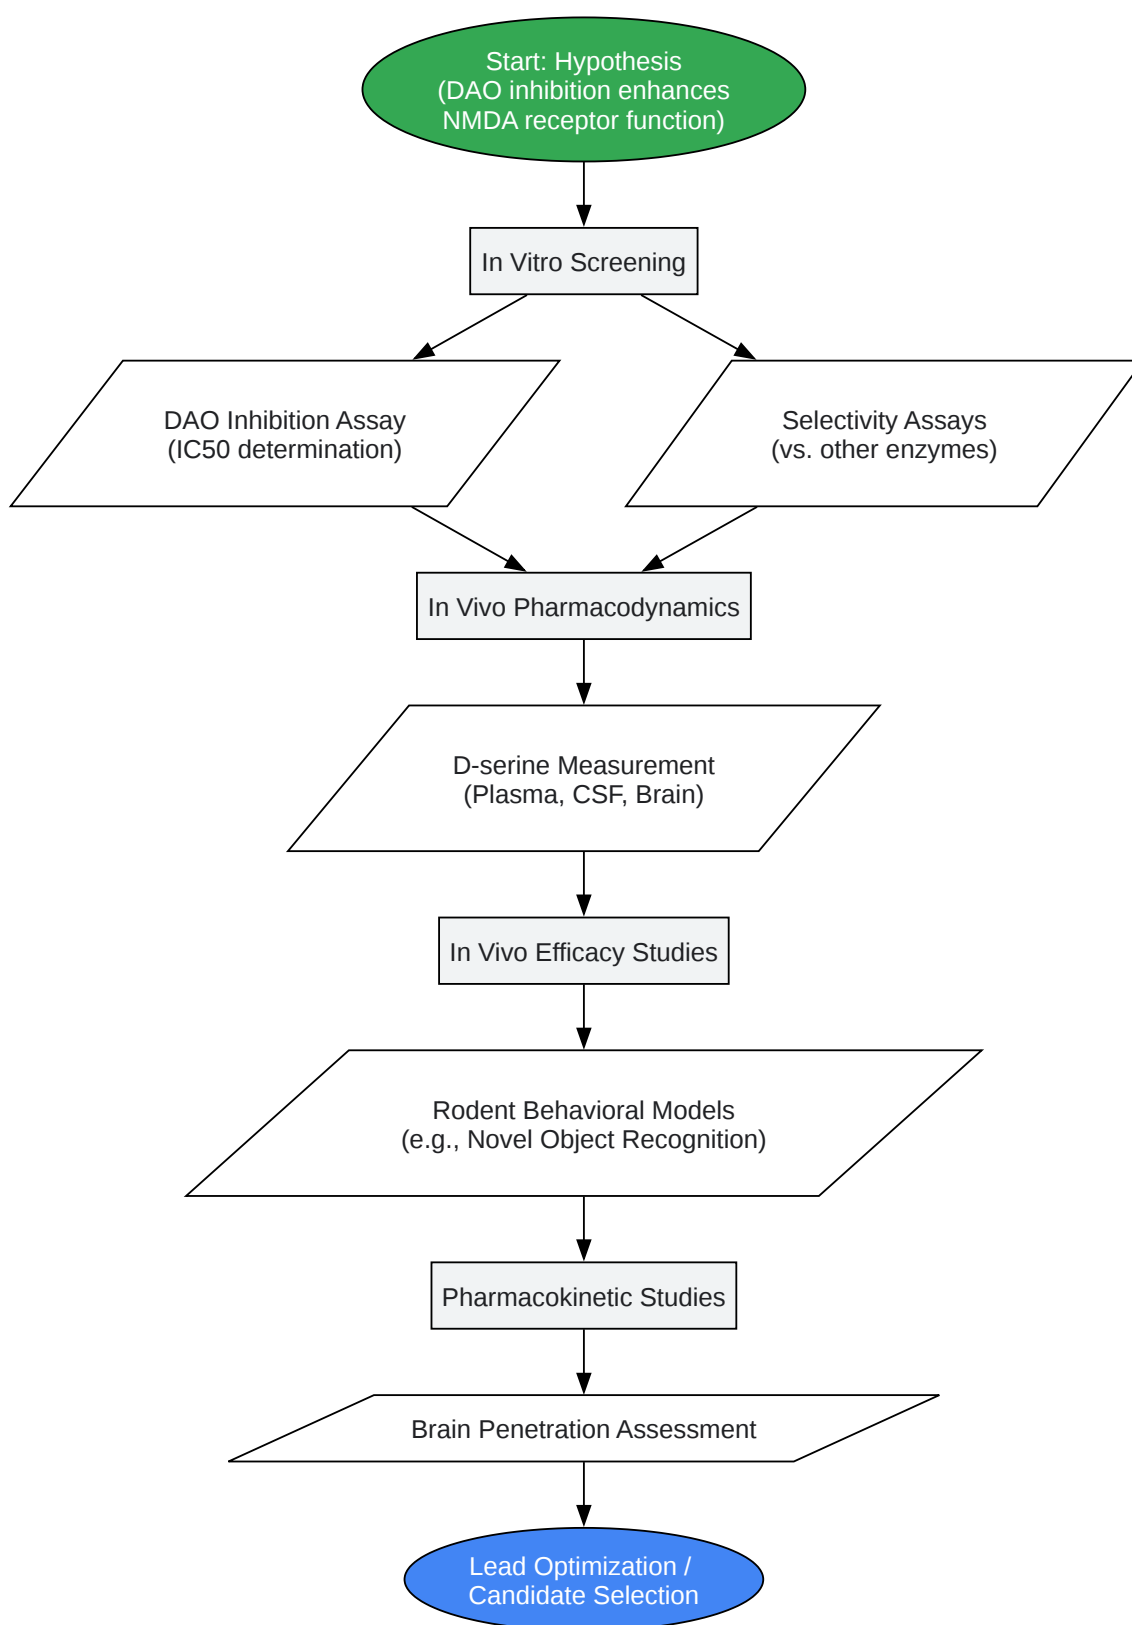 Start: Hypothesis
(DAO inhibition enhances
NMDA receptor function)
In Vitro Screening
DAO Inhibition Assay
(IC50 determination)
Selectivity Assays
(vs. other enzymes)
In Vivo Pharmacodynamics
D-serine Measurement
(Plasma, CSF, Brain)
In Vivo Efficacy Studies
Rodent Behavioral Models
(e.g., Novel Object Recognition)
Pharmacokinetic Studies
Brain Penetration Assessment
Lead Optimization /
Candidate Selection